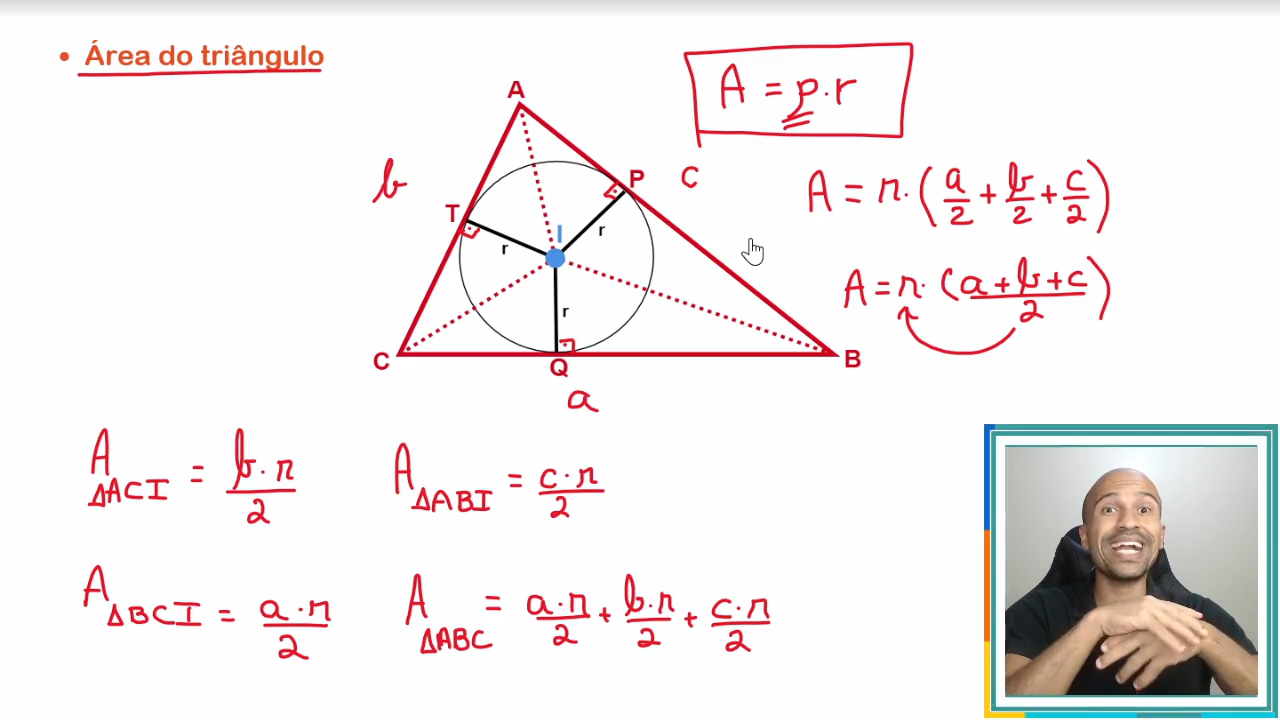 • Área do triângulo
A = p.r
A
b
P
C
T
I
r
r
r
A = r.(a/2 + b/2 + c/2)
A = r.(a+b+c/2)
C
Q
B
a
A ΔACI = b.r/2
A ΔABI = c.r/2
A ΔBCI = a.r/2
A ΔABC = a.r/2 + b.r/2 + c.r/2